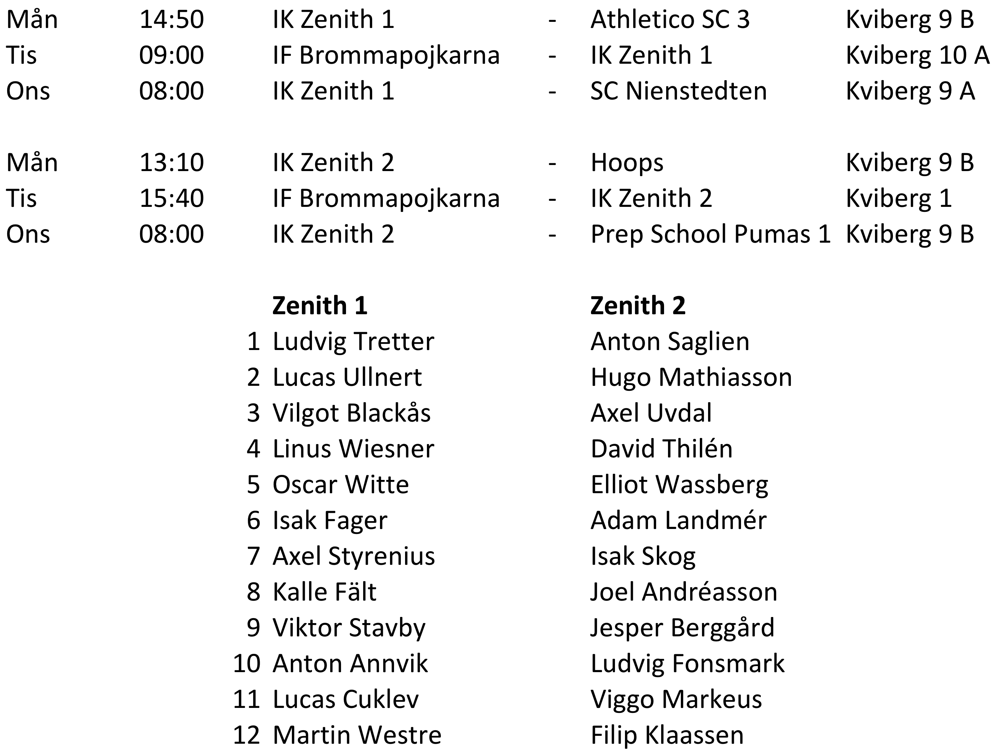 Mån 14:50 IK Zenith 1 - Athletico SC 3 Kviberg 9 B
Tis 09:00 IF Brommapojkarna - IK Zenith 1 Kviberg 10 A
Ons 08:00 IK Zenith 1 - SC Nienstedten Kviberg 9 A
Mån 13:10 IK Zenith 2 - Hoops Kviberg 9 B
Tis 15:40 IF Brommapojkarna - IK Zenith 2 Kviberg 1
Ons 08:00 IK Zenith 2 - Prep School Pumas 1 Kviberg 9 B
Zenith 1 Zenith 2
1 Ludvig Tretter Anton Saglien
2 Lucas Ullnert Hugo Mathiasson
3 Vilgot Blackås Axel Uvdal
4 Linus Wiesner David Thilén
5 Oscar Witte Elliot Wassberg
6 Isak Fager Adam Landmér
7 Axel Styrenius Isak Skog
8 Kalle Fält Joel Andréasson
9 Viktor Stavby Jesper Berggård
10 Anton Annvik Ludvig Fonsmark
11 Lucas Cuklev Viggo Markeus
12 Martin Westre Filip Klaassen